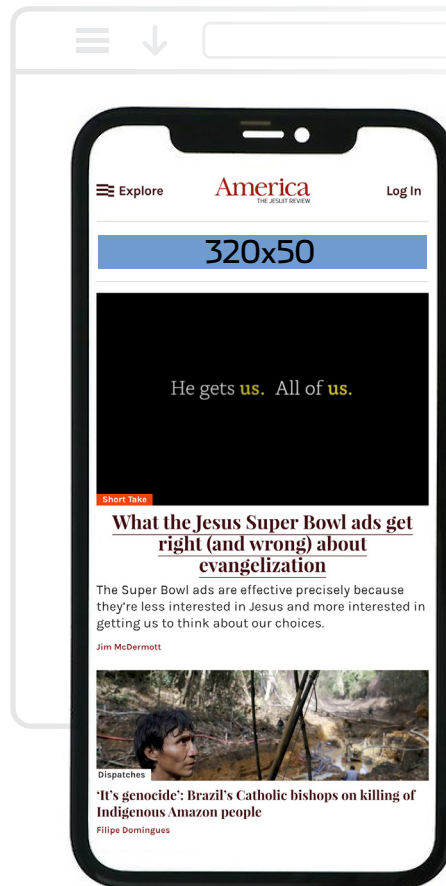 Explore
America
THE JESUIT REVIEW
Log In
320x50
He gets us. All of us.
Short Take
What the Jesus Super Bowl ads get
right (and wrong) about
evangelization
The Super Bowl ads are effective precisely because
they're less interested in Jesus and more interested in
getting us to think about our choices.
Jim McDermott
Dispatches
‘It’s genocide’: Brazil’s Catholic bishops on killing of
Indigenous Amazon people
Filipe Domingues